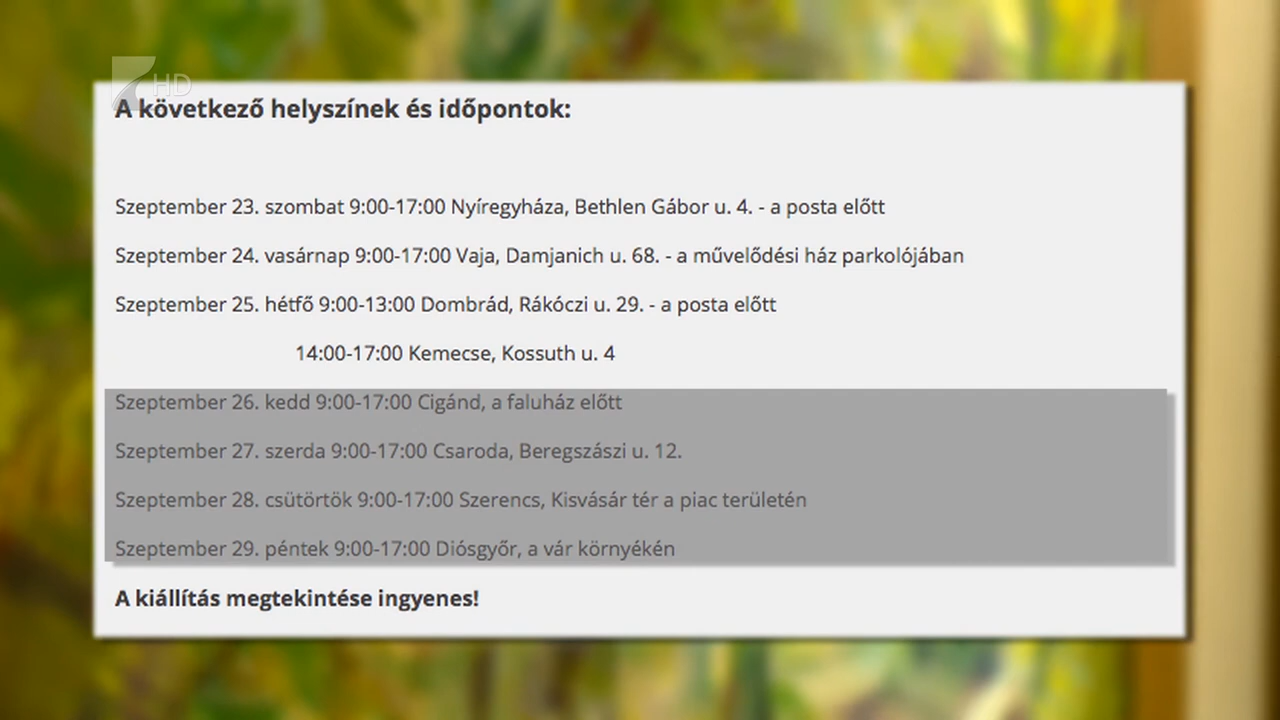 HD
A következő helyszínek és időpontok:
Szeptember 23. szombat 9:00-17:00 Nyíregyháza, Bethlen Gábor u. 4. - a posta előtt
Szeptember 24. vasárnap 9:00-17:00 Vaja, Damjanich u. 68. - a művelődési ház parkolójában
Szeptember 25. hétfő 9:00-13:00 Dombrád, Rákóczi u. 29. - a posta előtt
14:00-17:00 Kemecse, Kossuth u. 4
Szeptember 26. kedd 9:00-17:00 Cigánd, a faluház előtt
Szeptember 27. szerda 9:00-17:00 Csaroda, Beregszászi u. 12.
Szeptember 28. csütörtök 9:00-17:00 Szerencs, Kisvásár tér a piac területén
Szeptember 29. péntek 9:00-17:00 Diósgyőr, a vár környékén
A kiállítás megtekintése ingyenes!